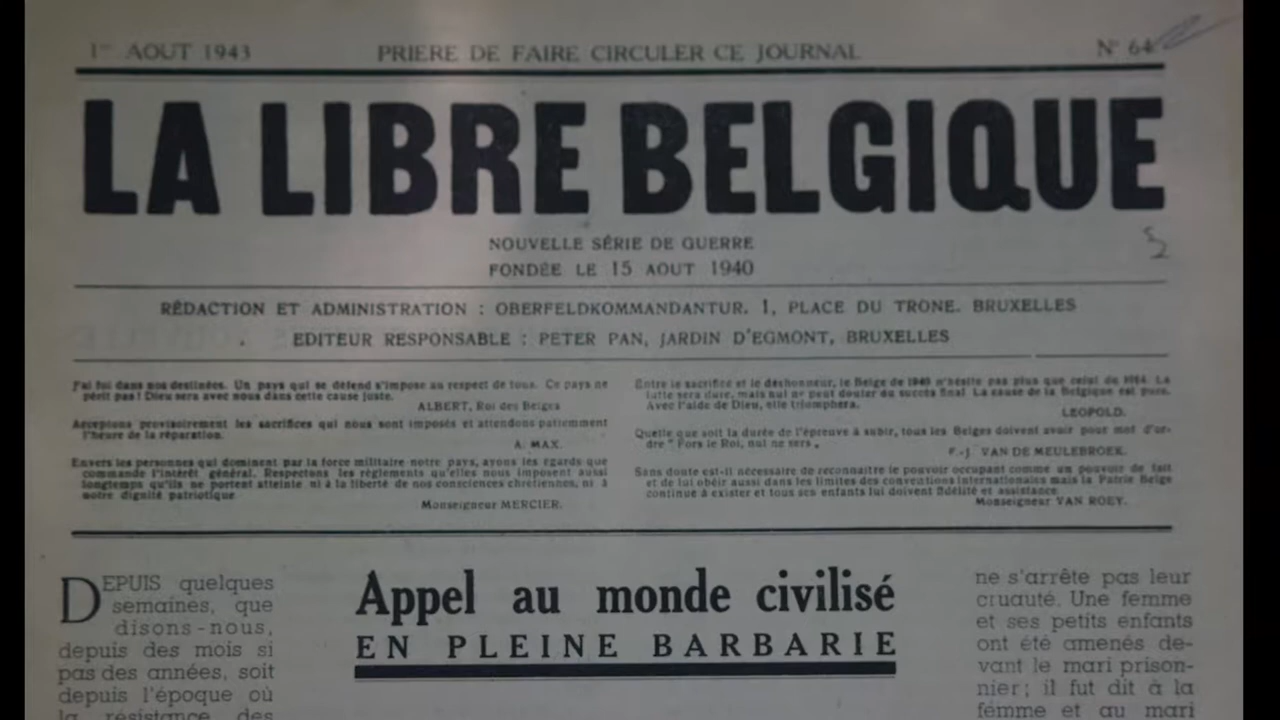 1er AOUT 1943
PRIERE DE FAIRE CIRCULER CE JOURNAL
N° 64
LA LIBRE BELGIQUE
NOUVELLE SÉRIE DE GUERRE
FONDÉE LE 15 AOUT 1940
RÉDACTION ET ADMINISTRATION : OBERFELDKOMMANDANTUR. 1, PLACE DU TRONE. BRUXELLES
EDITEUR RESPONSABLE : PETER PAN, JARDIN D'EGMONT, BRUXELLES
J'ai foi dans nos destinées. Un pays qui se défend s'impose au respect de tous. Ce pays ne
périt pas ! Dieu sera avec nous dans cette cause juste.
ALBERT, Roi des Belges
Acceptons provisoirement les sacrifices qui nous sont imposés et attendons patiemment
l'heure de la réparation.
A. MAX.
Envers les personnes qui dominent par la force militaire notre pays, ayons les égards que
commande l'intérêt général. Respectons les règlements qu'elles nous imposent aussi
longtemps qu'ils ne portent atteinte ni à la liberté de nos consciences chrétiennes, ni à
notre dignité patriotique
Monseigneur MERCIER.
Entre le sacrifice et le déshonneur, le Belge de 1940 n'hésite pas plus que celui de 1914. La
lutte sera dure, mais nul ne peut douter du succès final. La cause de la Belgique est pure.
Avec l'aide de Dieu, elle triomphera.
LEOPOLD.
Quelle que soit la durée de l'épreuve à subir, tous les Belges doivent avoir pour mot d'or-
dre " Fors le Roi, nul ne sers „
F.-J. VAN DE MEULEBROEK.
Sans doute est-il nécessaire de reconnaitre le pouvoir occupant comme un pouvoir de fait
et de lui obéir aussi dans les limites des conventions internationales mais la Patrie Belge
continue à exister et tous ses enfants lui doivent fidélité et assistance
Monseigneur VAN ROEY.
Appel au monde civilisé
EN PLEINE BARBARIE
DEPUIS quelques
semaines, que
disons-nous,
depuis des mois si
pas des années, soit
depuis l'époque où
la résistance des
ne s'arrête pas leur
cruauté. Une femme
et ses petits enfants
ont été amenés de-
vant le mari prison-
nier ; il fut dit à la
femme et au mari